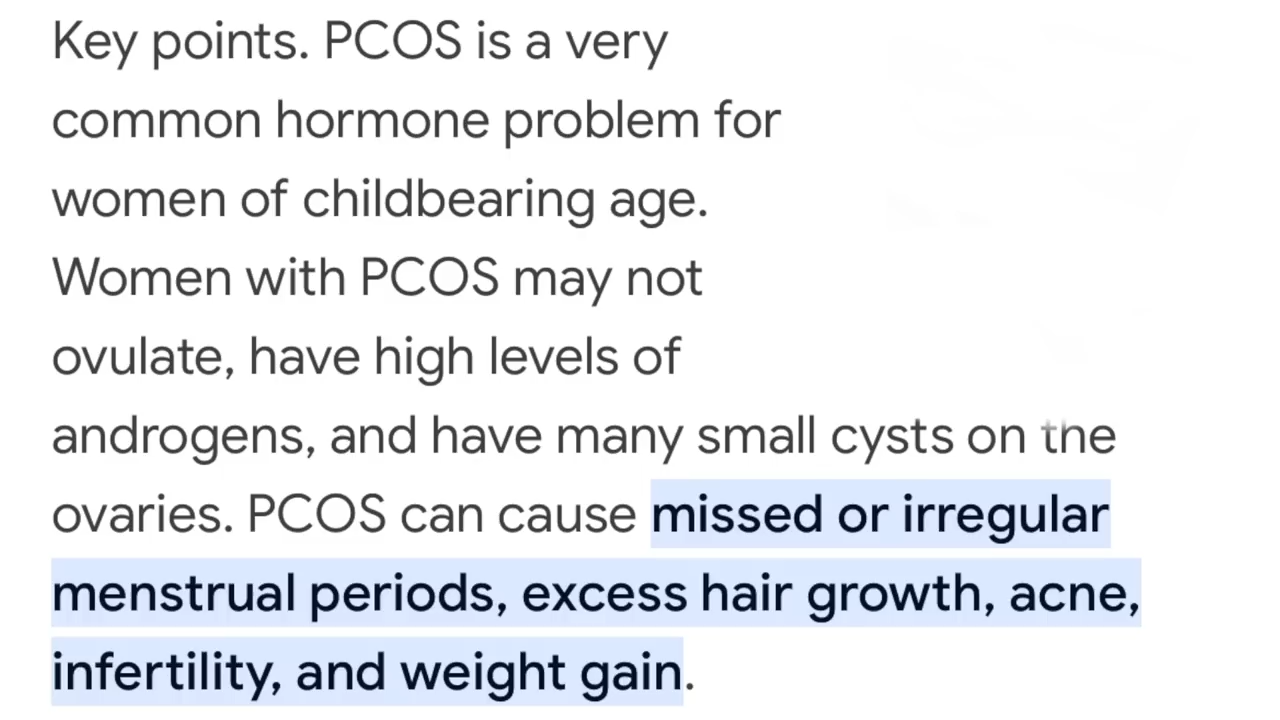 Key points. PCOS is a very
common hormone problem for
women of childbearing age.
Women with PCOS may not
ovulate, have high levels of
androgens, and have many small cysts on the
ovaries. PCOS can cause missed or irregular
menstrual periods, excess hair growth, acne,
infertility, and weight gain.